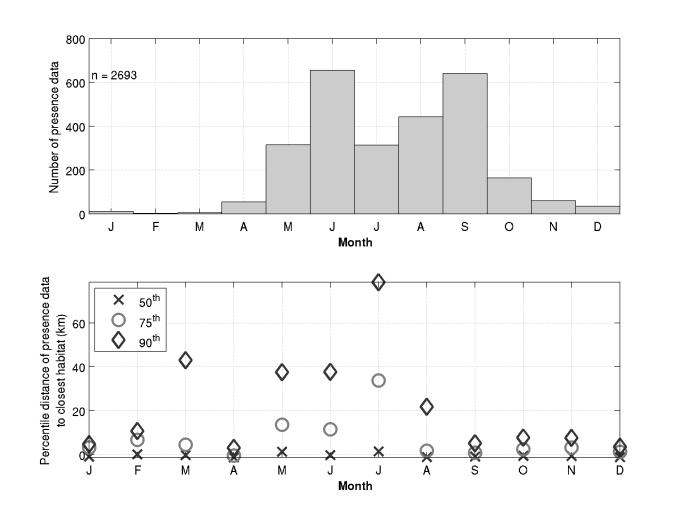 800
600
400
200
0
Number of presence data
n = 2693
J F M A M J J A S O N D
Month
60
40
20
0
Percentile distance of presence data
to closest habitat (km)
50th
75th
90th
J F M A M J J A S O N D
Month